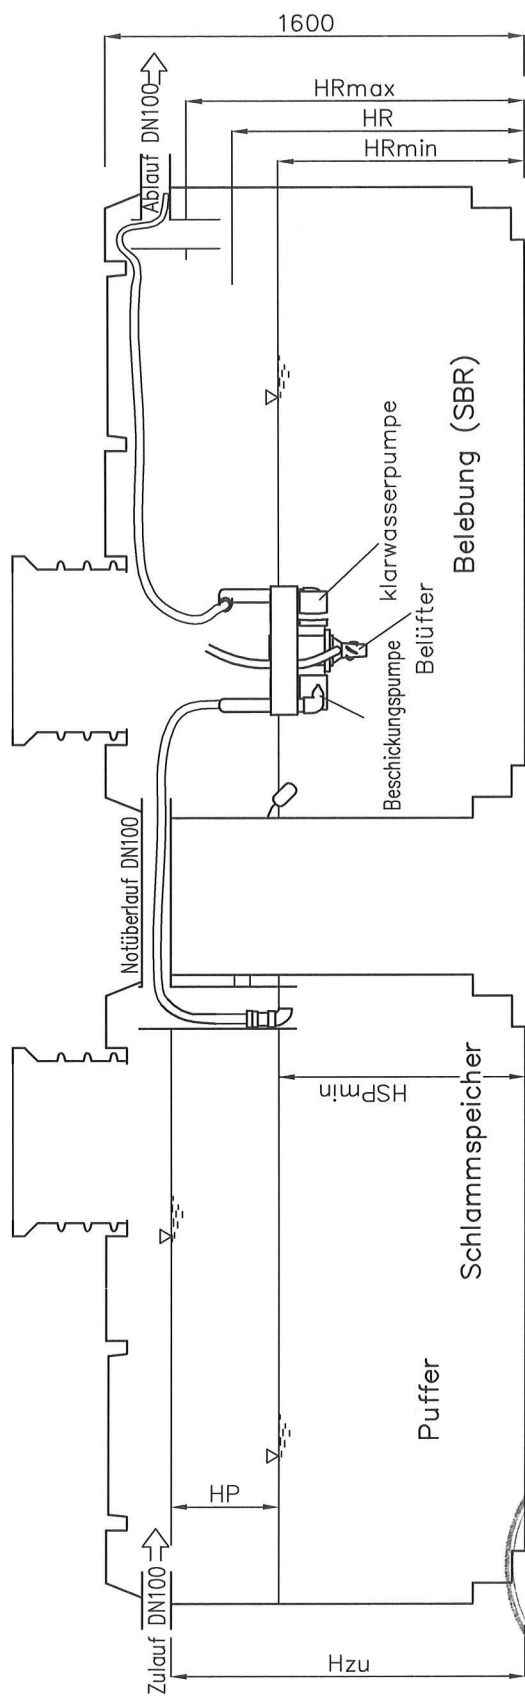 1600
HRmax
HR
HRmin
Ablauf DN100
klarwasserpumpe
Belüfter
Beschickungspumpe
Belebung (SBR)
Notüberlauf DN100
HSPmin
Schlammspeicher
Puffer
HP
Zulauf DN100
Hzu